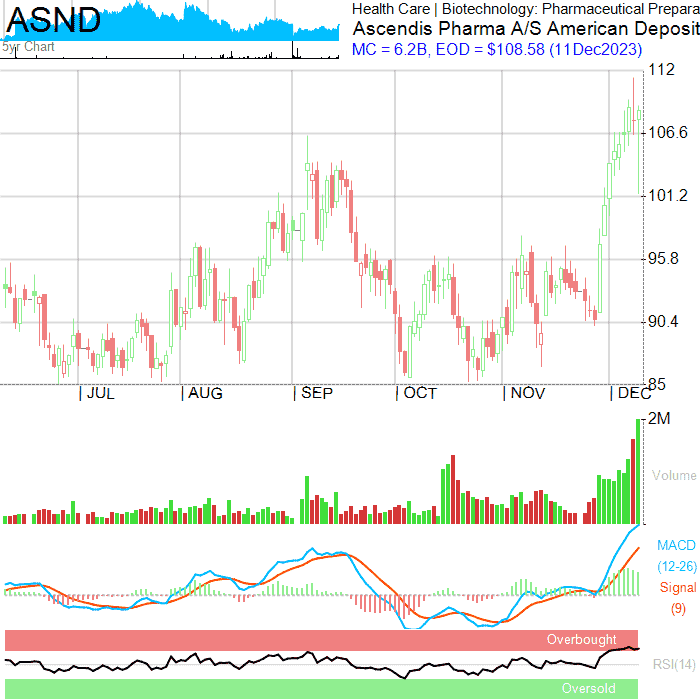 ASND
5yr Chart
Health Care | Biotechnology: Pharmaceutical Prepara
Ascendis Pharma A/S American Deposit
MC = 6.2B, EOD = $108.58 (11Dec2023)
112
106.6
101.2
95.8
90.4
85
| JUL | AUG | SEP | OCT | NOV | DEC
2M
Volume
MACD
(12-26)
Signal
(9)
Overbought
RSI(14)
Oversold